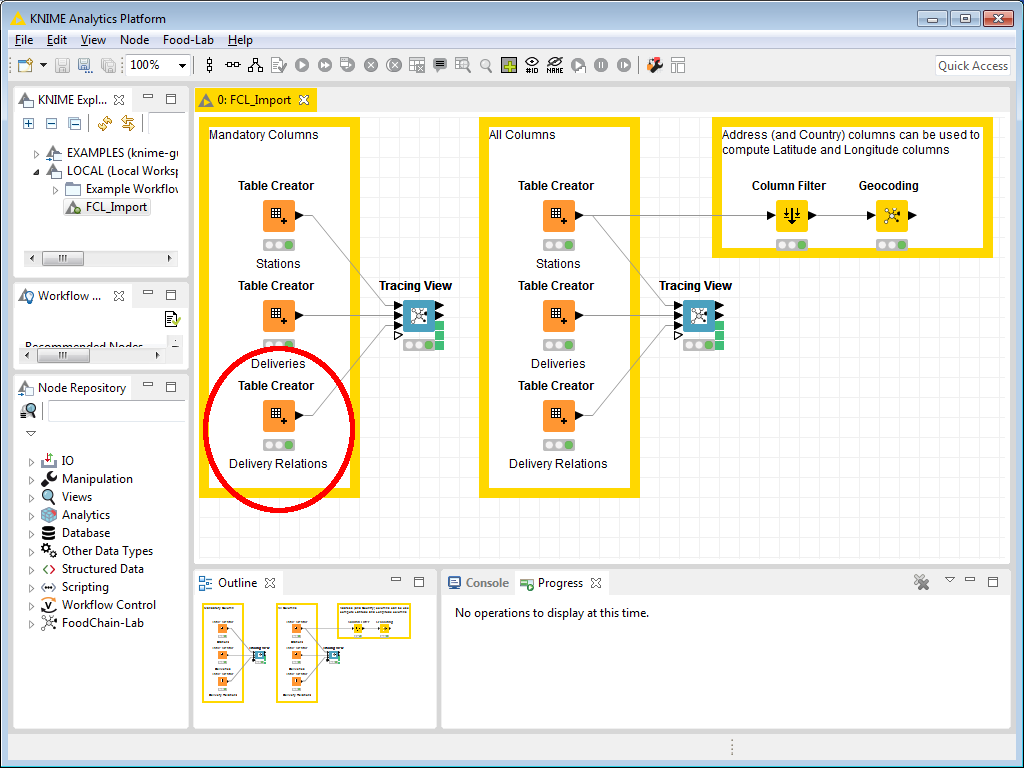 KNIME Analytics Platform
File Edit View Node Food-Lab Help
100%
#ID
NAME
Quick Access
KNIME Expl...
EXAMPLES (knime-gu
LOCAL (Local Worksp
Example Workflow
FCL_Import
Workflow ...
Recommended Nodes
Node Repository
IO
Manipulation
Views
Analytics
Database
Other Data Types
Structured Data
Scripting
Workflow Control
FoodChain-Lab
0: FCL_Import
Mandatory Columns
Table Creator
Stations
Table Creator
Deliveries
Table Creator
Delivery Relations
Tracing View
All Columns
Table Creator
Stations
Table Creator
Deliveries
Table Creator
Delivery Relations
Tracing View
Address (and Country) columns can be used to
compute Latitude and Longitude columns
Column Filter
Geocoding
Outline
Console Progress
No operations to display at this time.